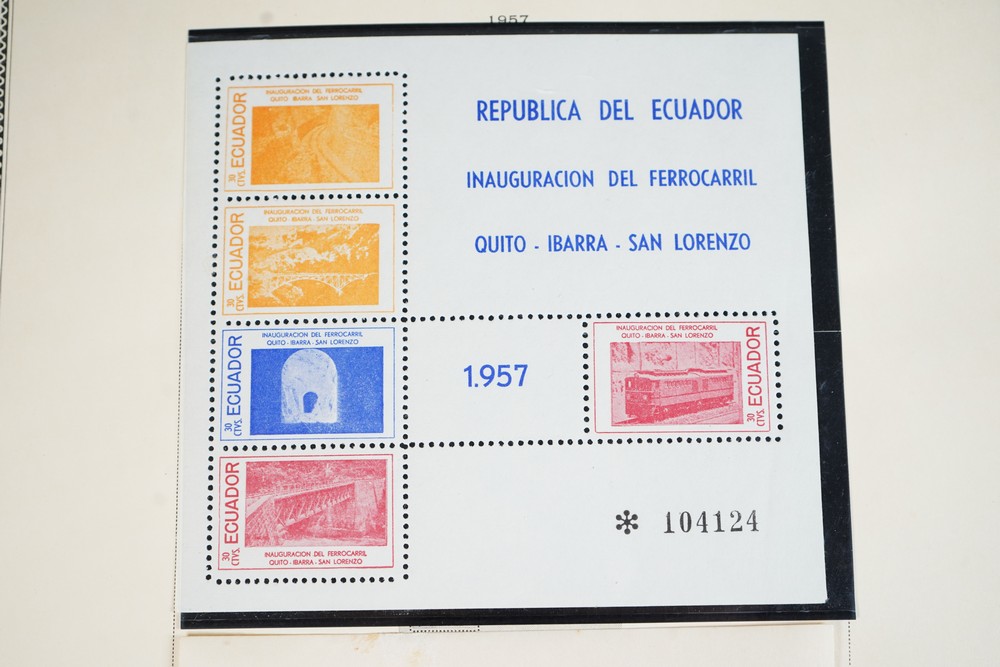 1957
REPUBLICA DEL ECUADOR
INAUGURACION DEL FERROCARRIL
QUITO - IBARRA - SAN LORENZO
INAUGURACION DEL FERROCARRIL
QUITO IBARRA SAN LORENZO
30 CTVS. ECUADOR
INAUGURACION DEL FERROCARRIL
QUITO - IBARRA - SAN LORENZO
30 CTVS. ECUADOR
INAUGURACION DEL FERROCARRIL
QUITO - IBARRA - SAN LORENZO
30 CTVS. ECUADOR
1.957
INAUGURACION DEL FERROCARRIL
QUITO - IBARRA - SAN LORENZO
30 CTVS. ECUADOR
30 CTVS. ECUADOR
INAUGURACION DEL FERROCARRIL
QUITO - IBARRA - SAN LORENZO
* 104124